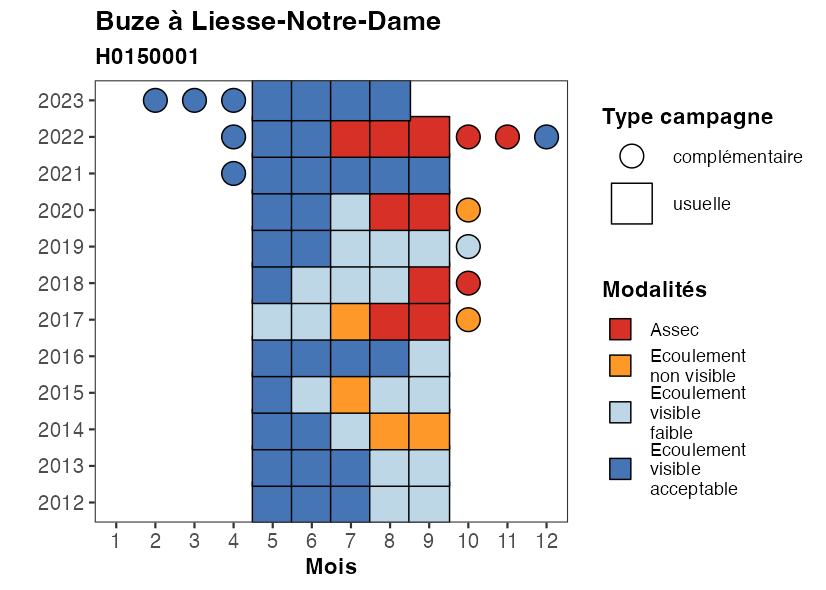 Buze à Liesse-Notre-Dame
H0150001
2023
2022
2021
2020
2019
2018
2017
2016
2015
2014
2013
2012
1 2 3 4 5 6 7 8 9 10 11 12
Mois
Type campagne
complémentaire
usuelle
Modalités
Assec
Ecoulement
non visible
Ecoulement
visible
faible
Ecoulement
visible
acceptable